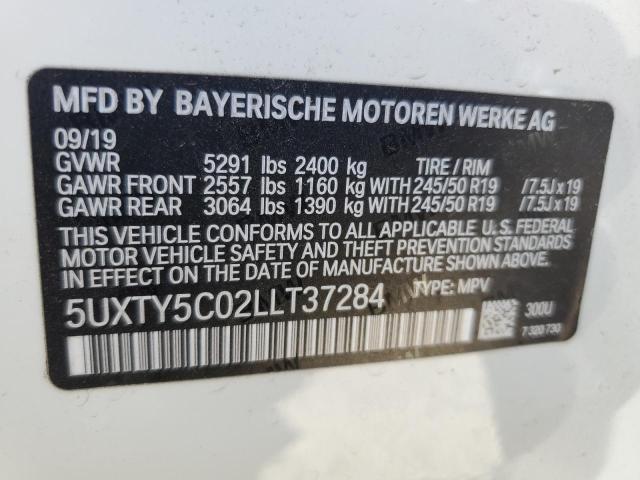 MFD BY BAYERISCHE MOTOREN WERKE AG
09/19
GVWR 5291 lbs 2400 kg TIRE / RIM
GAWR FRONT 2557 lbs 1160 kg WITH 245/50 R19 /7.5J x 19
GAWR REAR 3064 lbs 1390 kg WITH 245/50 R19 /7.5J x 19
THIS VEHICLE CONFORMS TO ALL APPLICABLE U. S. FEDERAL
MOTOR VEHICLE SAFETY AND THEFT PREVENTION STANDARDS
IN EFFECT ON THE DATE OF MANUFACTURE SHOWN ABOVE.
5UXTY5C02LLT37284 TYPE: MPV
300U
7 320 730